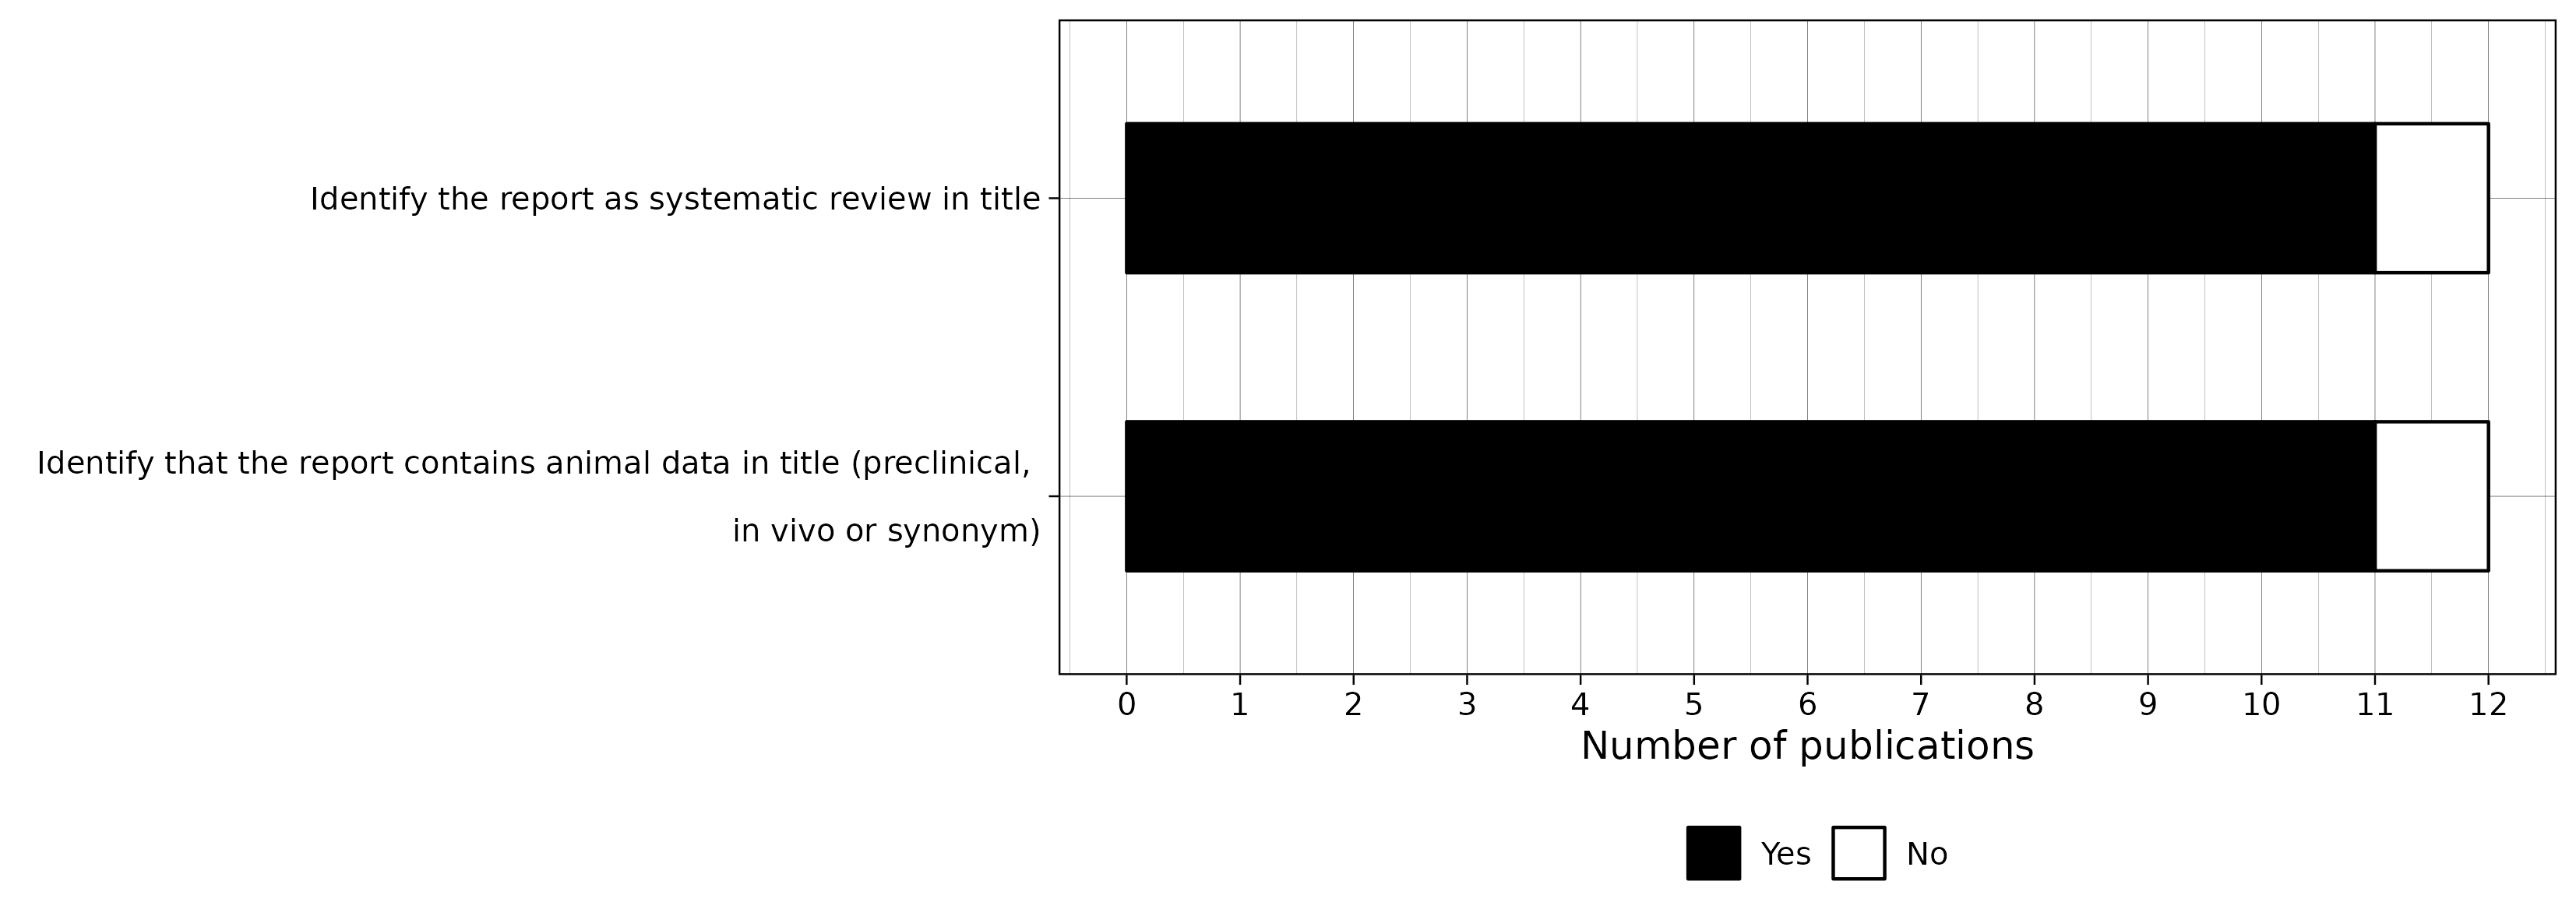 Identify the report as systematic review in title
Identify that the report contains animal data in title (preclinical,
in vivo or synonym)
0 1 2 3 4 5 6 7 8 9 10 11 12
Number of publications
Yes No